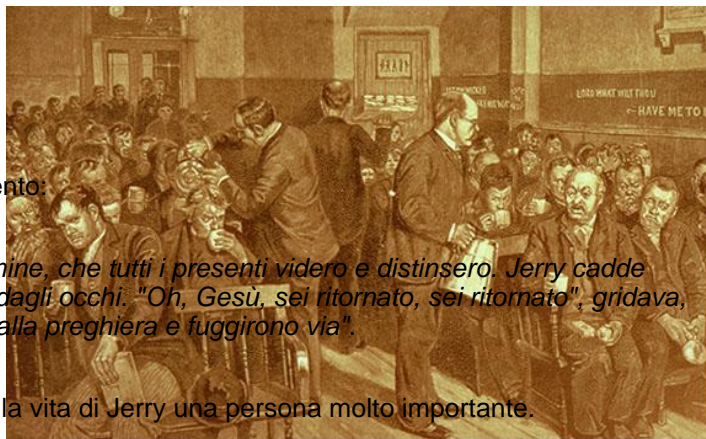 WICKED
LORD WHAT WILT THOU
HAVE ME TO
ento:
che tutti i presenti videro e distinsero. Jerry cadde
dagli occhi. "Oh, Gesù, sei ritornato, sei ritornato", gridava,
alla preghiera e fuggirono via".
la vita di Jerry una persona molto importante.